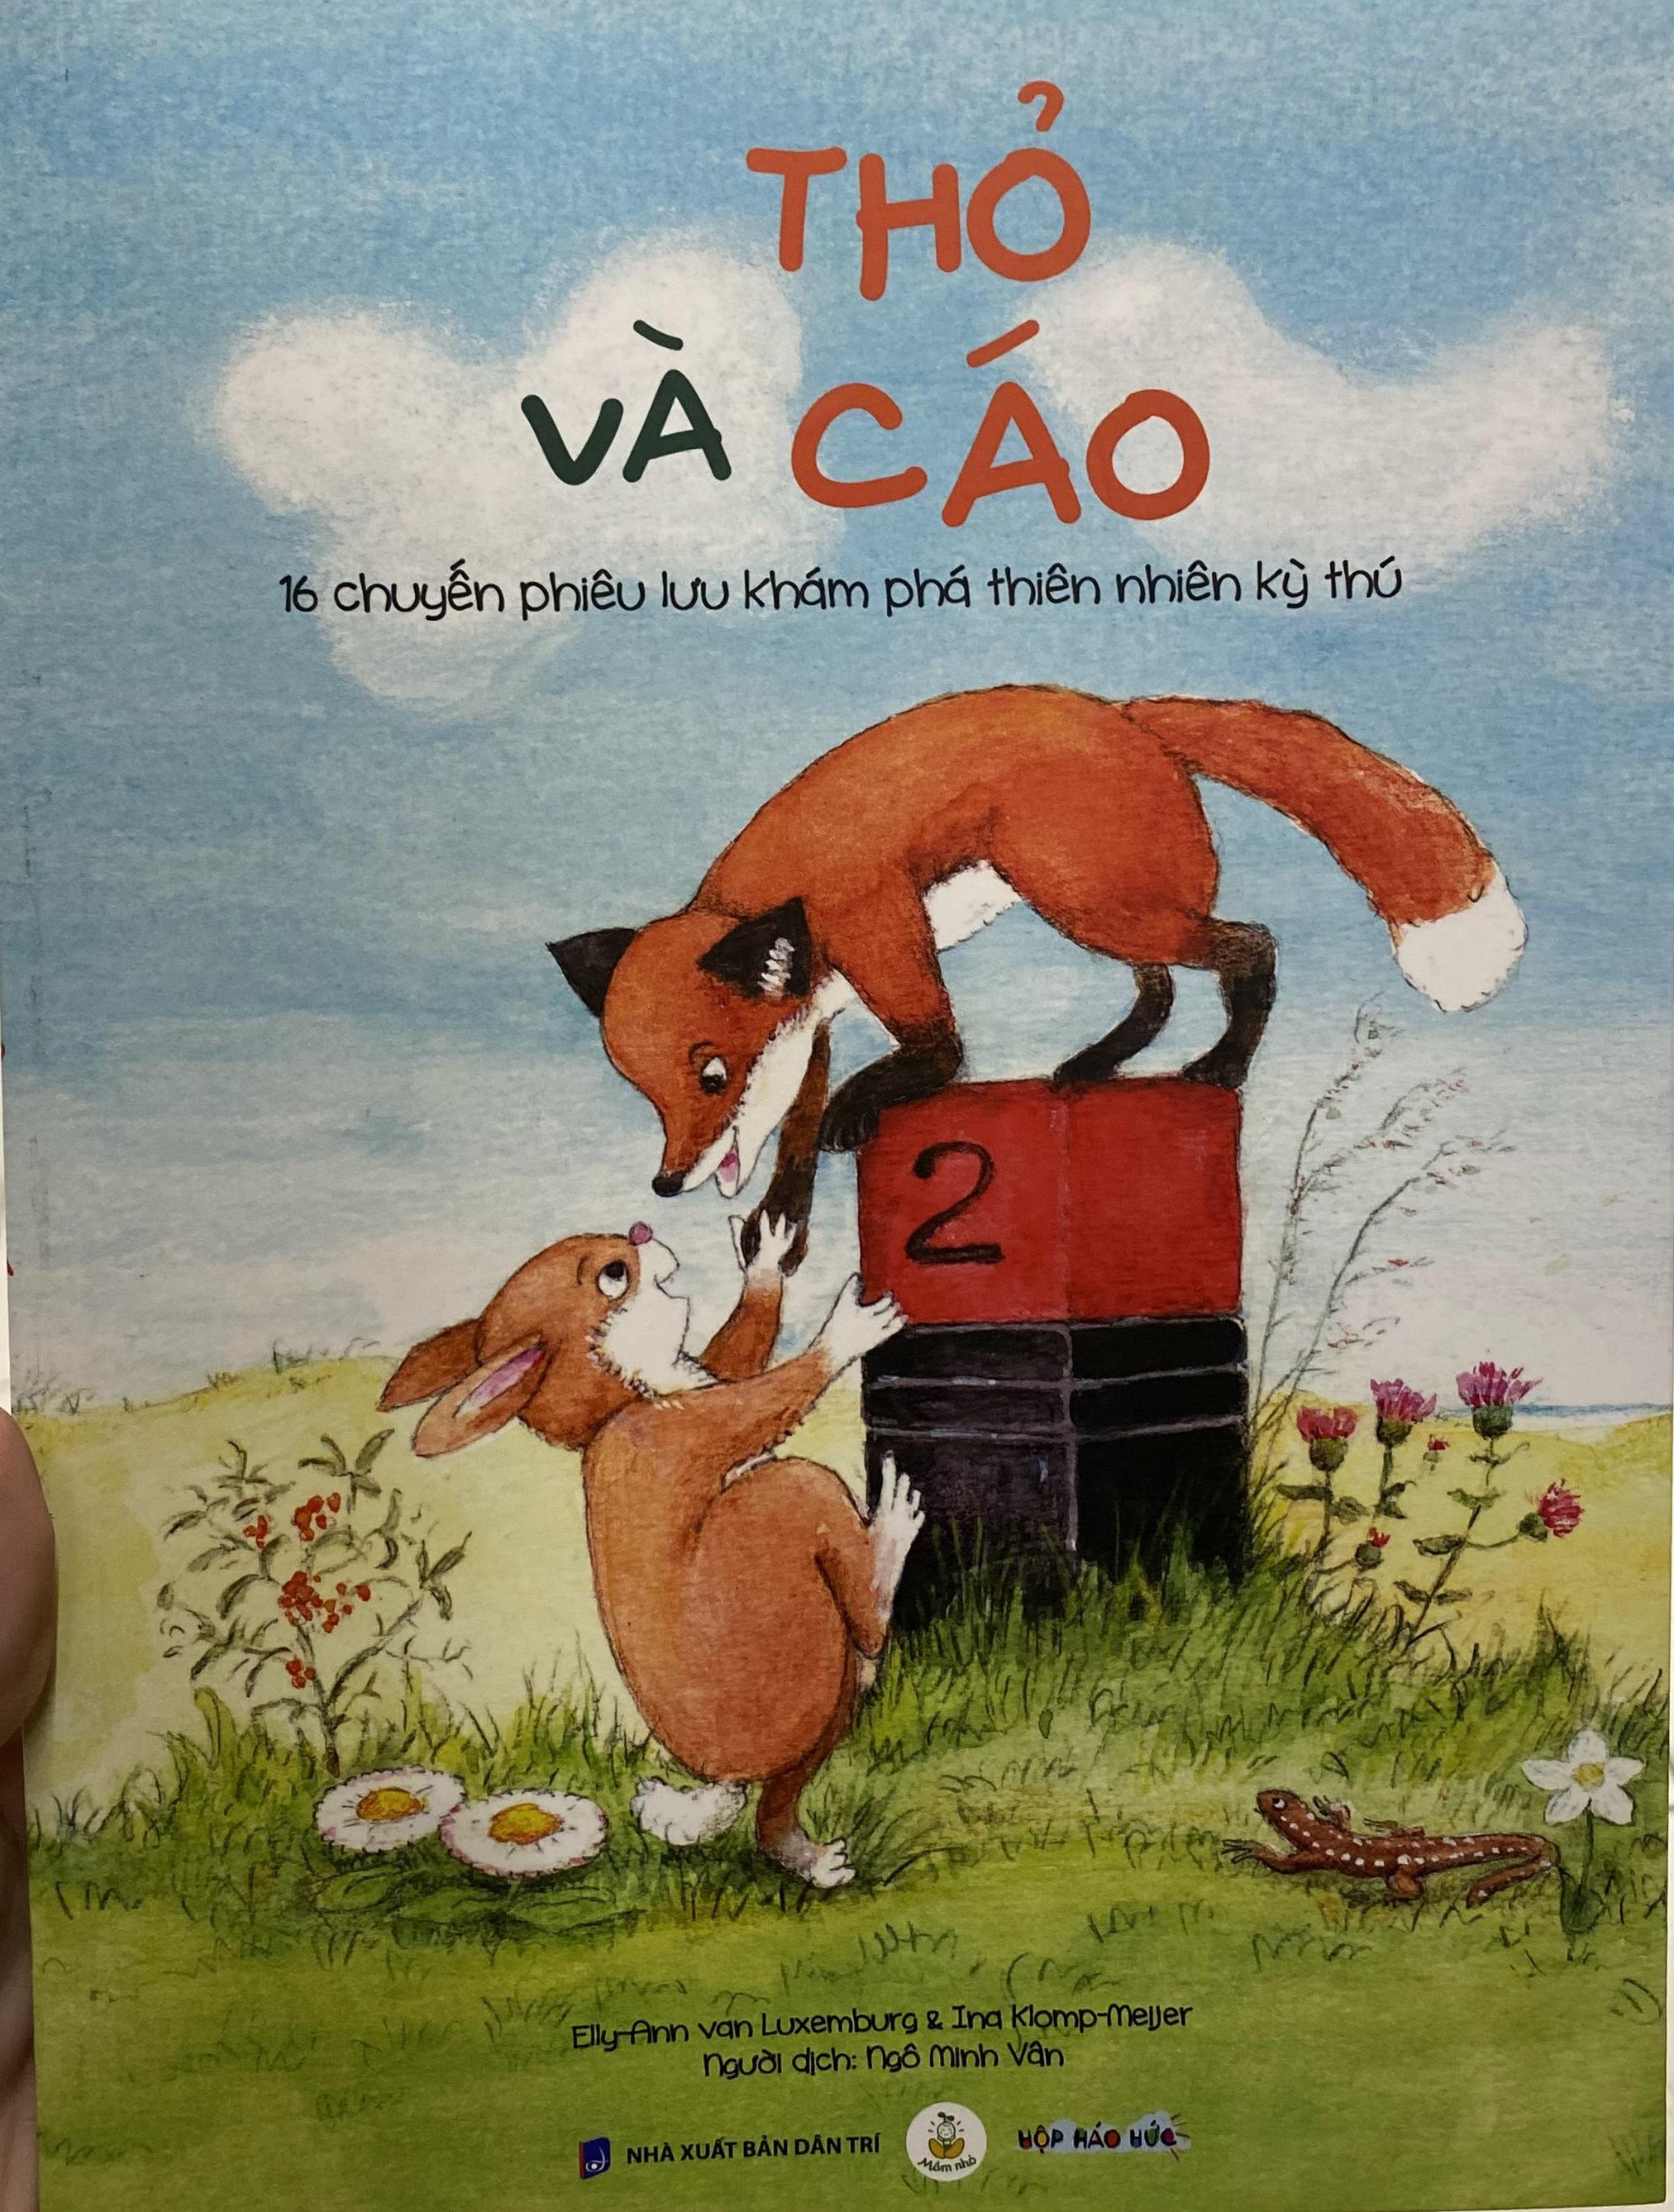 THỎ
VÀ CÁO
16 chuyến phiêu lưu khám phá thiên nhiên kỳ thú
2
Elly-Ann van Luxemburg & Ina Klomp-Meijer
Người dịch: Ngô Minh Vân
NHÀ XUẤT BẢN DÂN TRÍ
Mầm nhỏ
HỘP HÁO HỨC